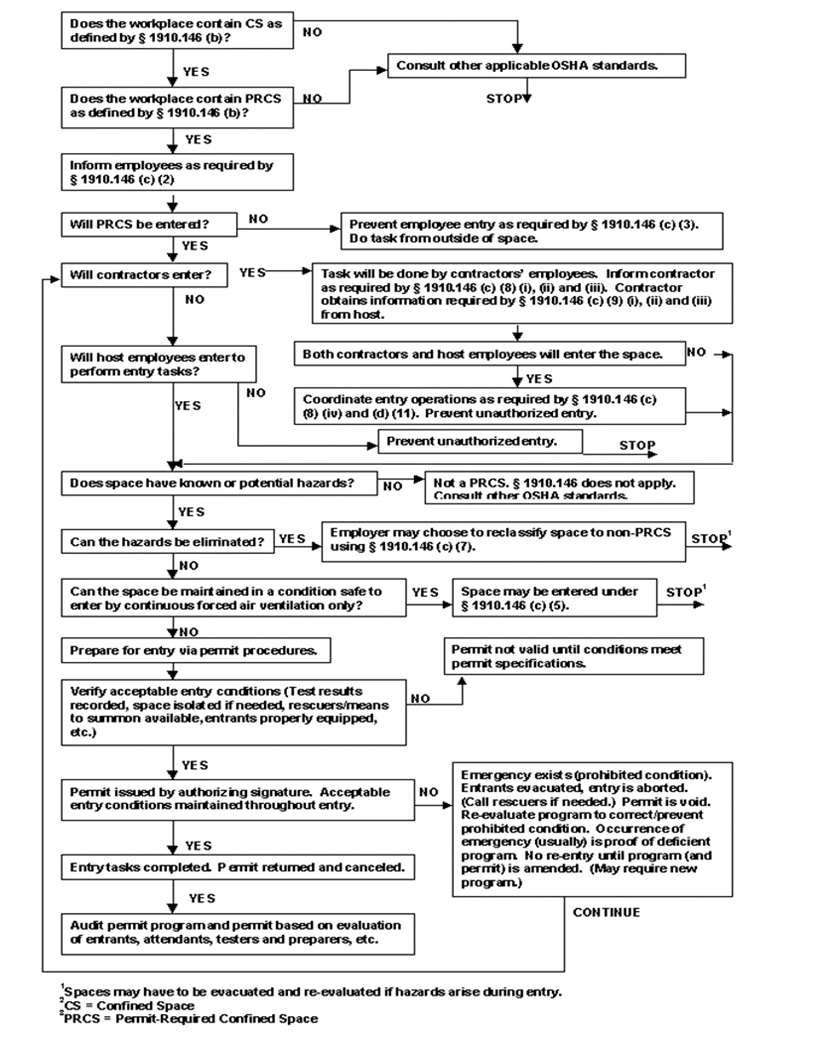 Does the workplace contain CS as
defined by § 1910.146 (b)?
NO
YES
Consult other applicable OSHA standards.
STOP
Does the workplace contain PRCS
as defined by § 1910.146 (b)?
NO
YES
Inform employees as required by
§ 1910.146 (c) (2)
Will PRCS be entered?
NO
Prevent employee entry as required by § 1910.146 (c) (3).
Do task from outside of space.
YES
Will contractors enter?
YES
Task will be done by contractors' employees. Inform contractor
as required by § 1910.146 (c) (8) (i), (ii) and (iii). Contractor
obtains information required by § 1910.146 (c) (9) (i), (ii) and (iii)
from host.
NO
Both contractors and host employees will enter the space.
NO
YES
Will host employees enter to
perform entry tasks?
NO
YES
Coordinate entry operations as required by § 1910.146 (c)
(8) (iv) and (d) (11). Prevent unauthorized entry.
Prevent unauthorized entry.
STOP
Does space have known or potential hazards?
NO
Not a PRCS. § 1910.146 does not apply.
Consult other OSHA standards.
YES
Can the hazards be eliminated?
YES
Employer may choose to reclassify space to non-PRCS
using § 1910.146 (c) (7).
STOP1
NO
Can the space be maintained in a condition safe to
enter by continuous forced air ventilation only?
YES
Space may be entered under
§ 1910.146 (c) (5).
STOP1
NO
Prepare for entry via permit procedures.
Permit not valid until conditions meet
permit specifications.
Verify acceptable entry conditions (Test results
recorded, space isolated if needed, rescuers/means
to summon available, entrants properly equipped,
etc.)
NO
YES
Permit issued by authorizing signature. Acceptable
entry conditions maintained throughout entry.
NO
Emergency exists (prohibited condition).
Entrants evacuated, entry is aborted.
(Call rescuers if needed.) Permit is void.
Re-evaluate program to correct/prevent
prohibited condition. Occurrence of
emergency (usually) is proof of deficient
program. No re-entry until program (and
permit) is amended. (May require new
program.)
YES
Entry tasks completed. Permit returned and canceled.
YES
CONTINUE
Audit permit program and permit based on evaluation
of entrants, attendants, testers and preparers, etc.
1Spaces may have to be evacuated and re-evaluated if hazards arise during entry.
2CS = Confined Space
PRCS = Permit-Required Confined Space